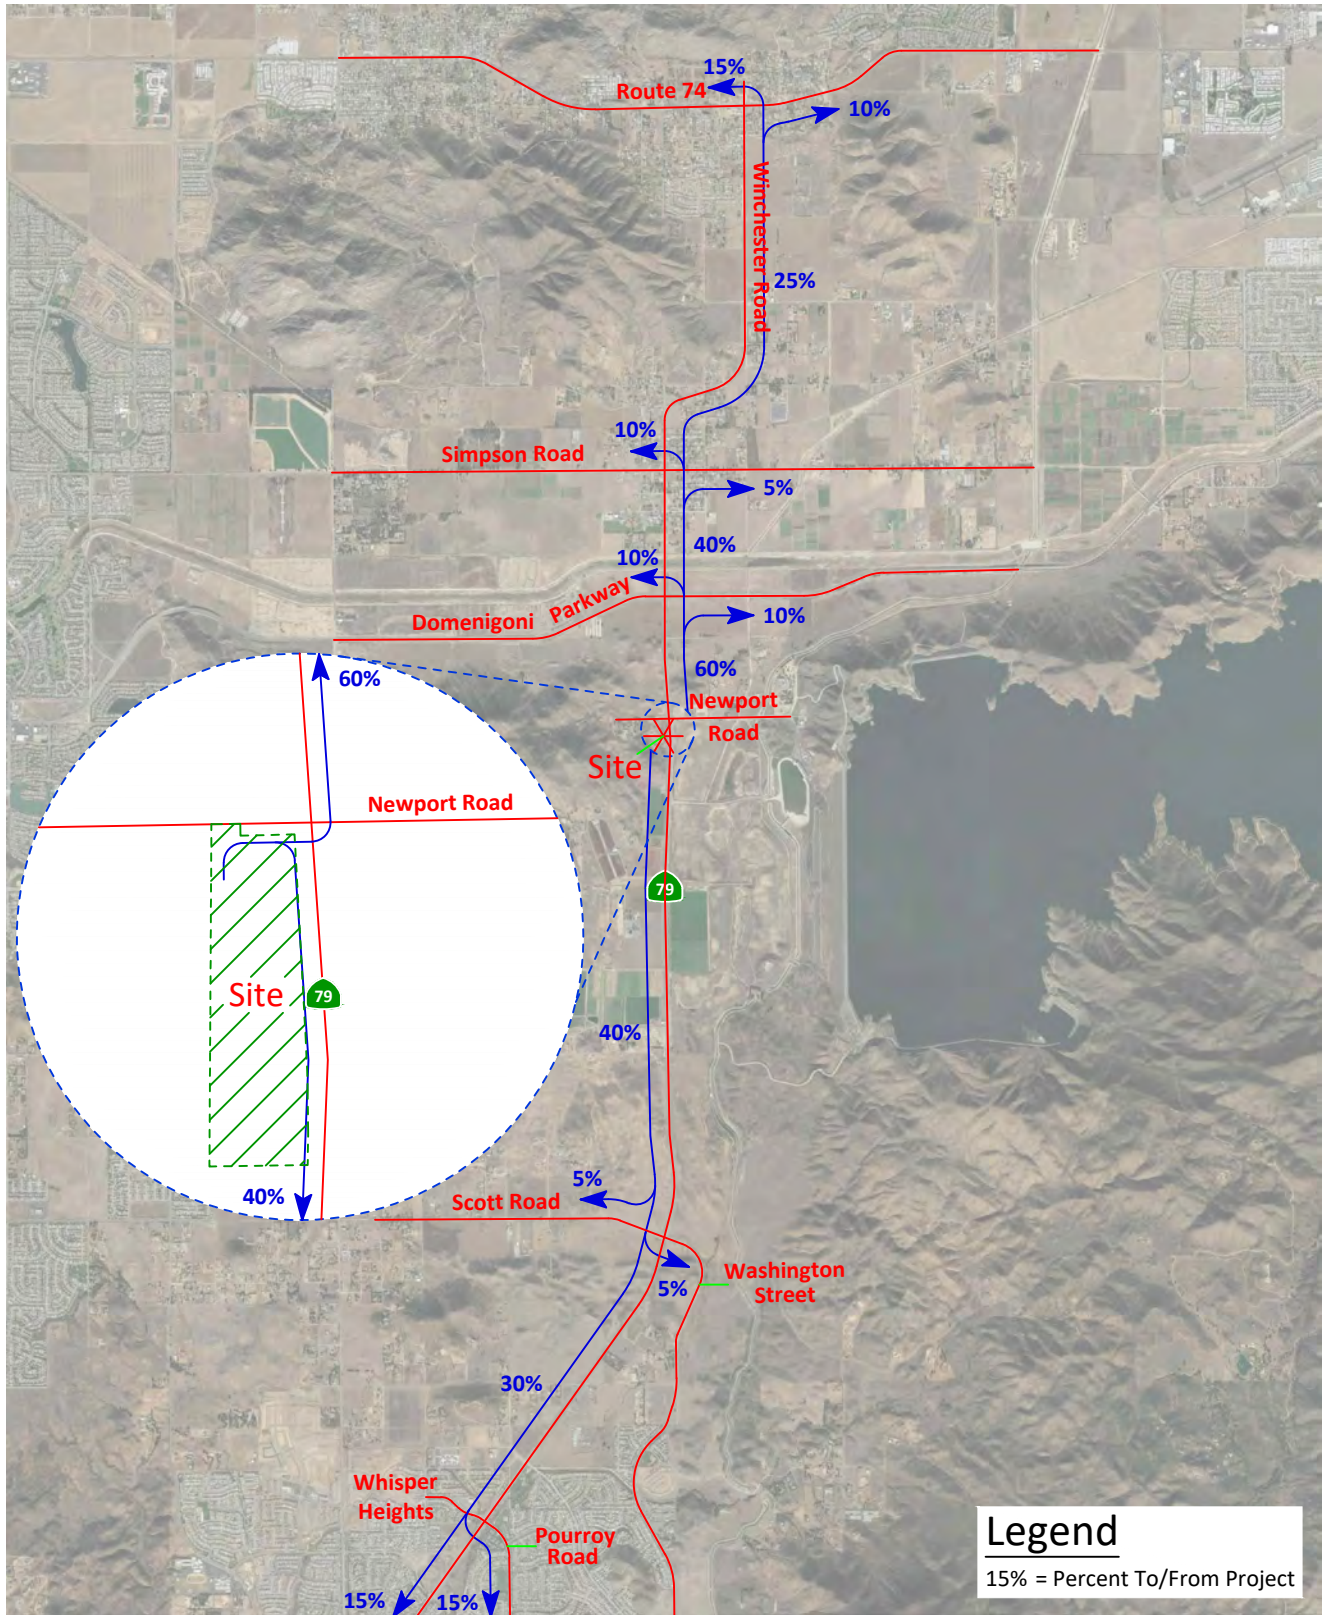 15%
Route 74
10%
Winchester Road
25%
10%
Simpson Road
5%
40%
10%
Domenigoni Parkway
10%
60%
60%
Newport
Road
Site
Newport Road
79
Site
79
40%
40%
5%
Scott Road
Washington
Street
5%
30%
Whisper
Heights
Pourroy
Road
15%
15%
Legend
15% = Percent To/From Project